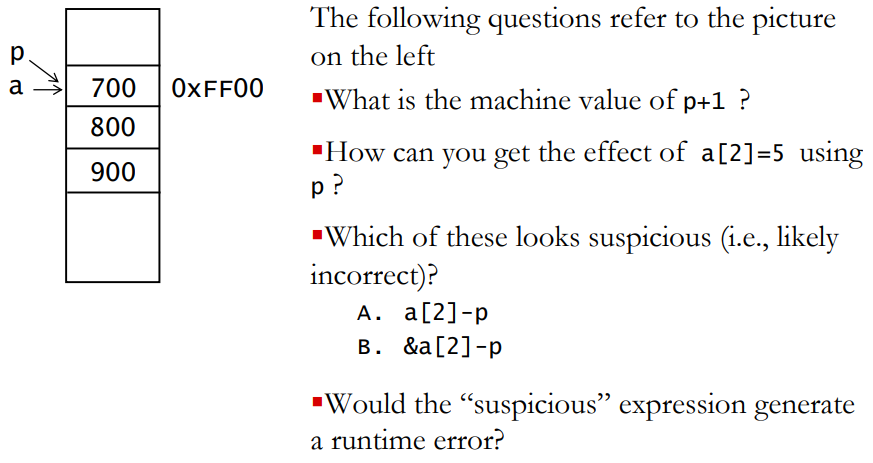 p
a
700 0xFF00
800
900
The following questions refer to the picture
on the left
▪What is the machine value of p+1 ?
▪How can you get the effect of a[2]=5 using
p ?
▪Which of these looks suspicious (i.e., likely
incorrect)?
A. a[2]-p
B. &a[2]-p
▪Would the “suspicious” expression generate
a runtime error?